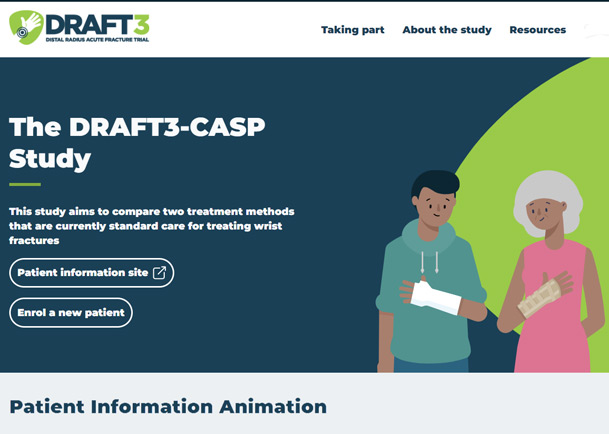 DRAFT3
DISTAL RADIUS ACUTE FRACTURE TRIAL
Taking part
About the study
Resources
The DRAFT3-CASP
Study
This study aims to compare two treatment methods
that are currently standard care for treating wrist
fractures
Patient information site
Enrol a new patient
Patient Information Animation